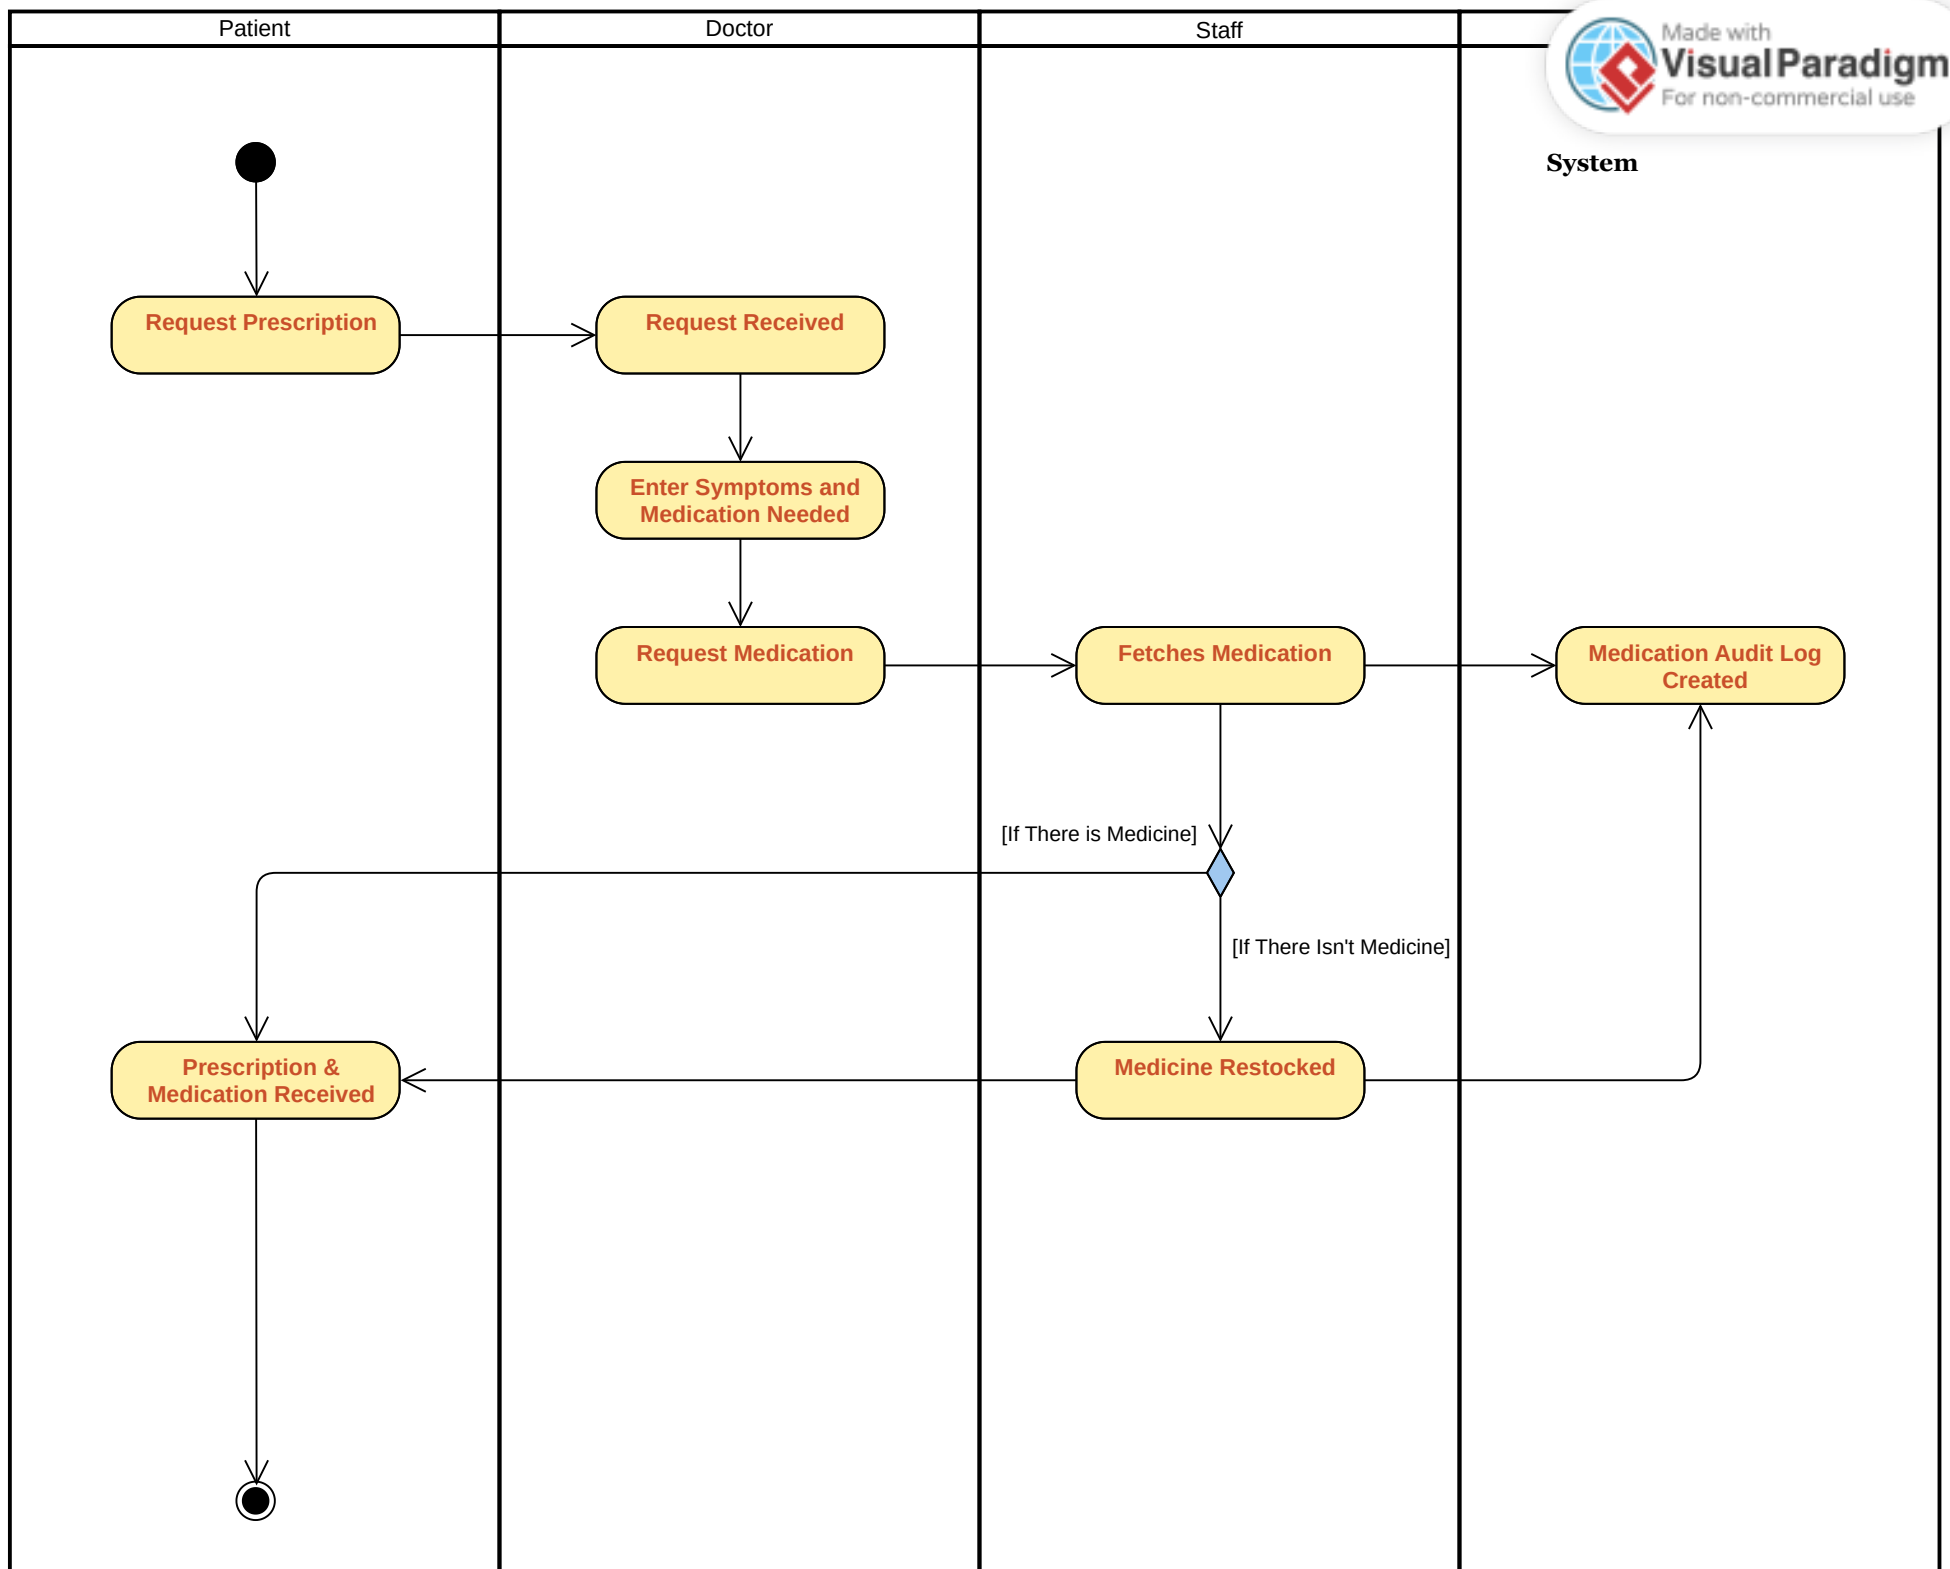 Patient
Doctor
Staff
Made with
Visual Paradigm
For non-commercial use
System
Request Prescription
Request Received
Enter Symptoms and
Medication Needed
Request Medication
Fetches Medication
Medication Audit Log
Created
[If There is Medicine]
[If There Isn't Medicine]
Prescription &
Medication Received
Medicine Restocked